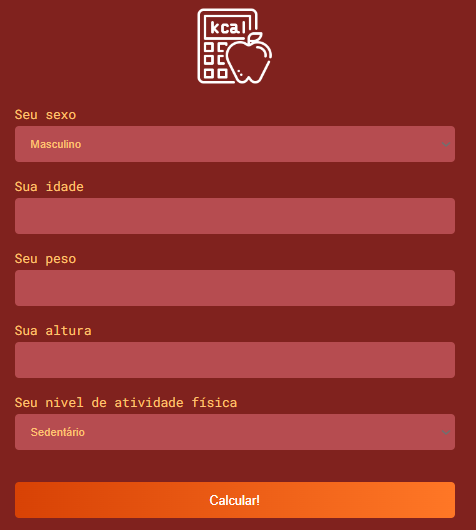 kcal
Seu sexo
Masculino
Sua idade
Seu peso
Sua altura
Seu nivel de atividade física
Sedentário
Calcular!